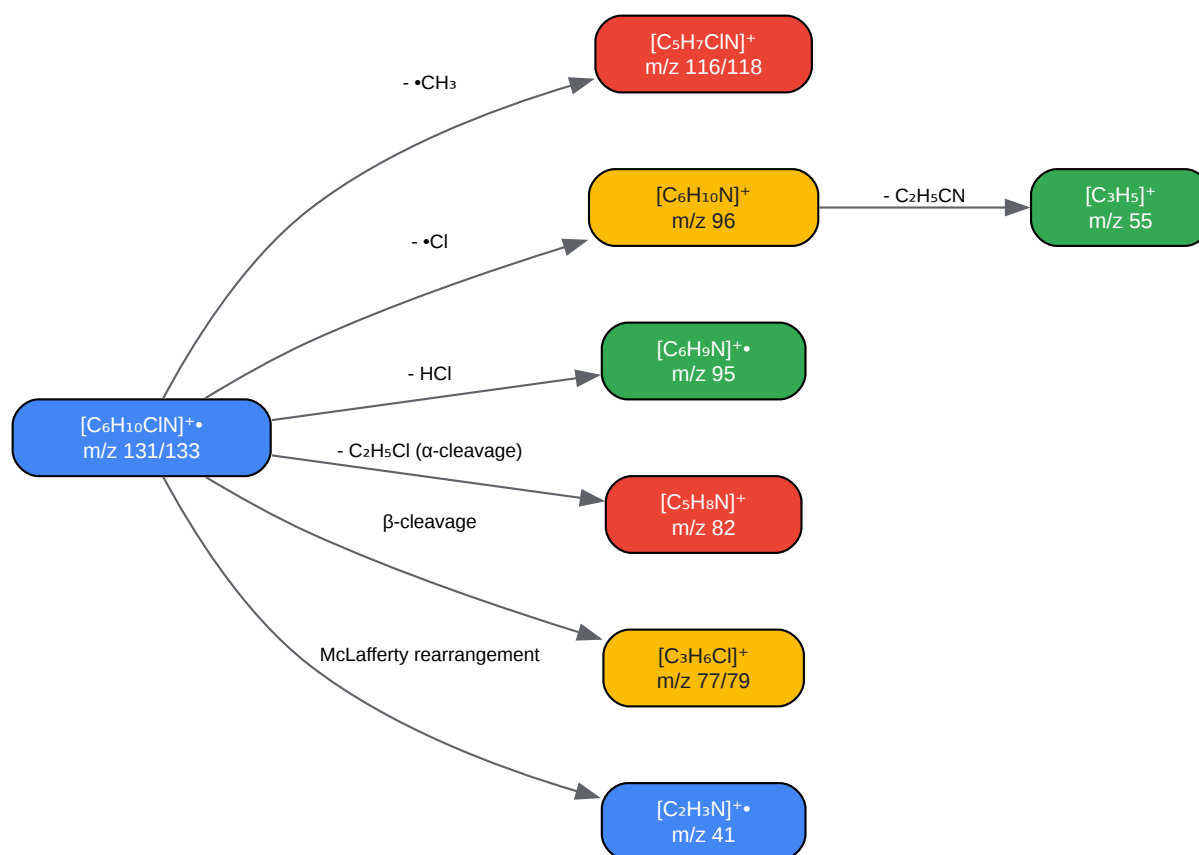 [C₅H₇ClN]⁺
m/z 116/118
- •CH₃
[C₆H₁₀N]⁺
m/z 96
- C₂H₅CN
[C₃H₅]⁺
m/z 55
- •Cl
[C₆H₉N]⁺•
m/z 95
- HCl
[C₆H₁₀ClN]⁺•
m/z 131/133
- C₂H₅Cl (α-cleavage)
[C₅H₈N]⁺
m/z 82
β-cleavage
[C₃H₆Cl]⁺
m/z 77/79
McLafferty rearrangement
[C₂H₃N]⁺•
m/z 41